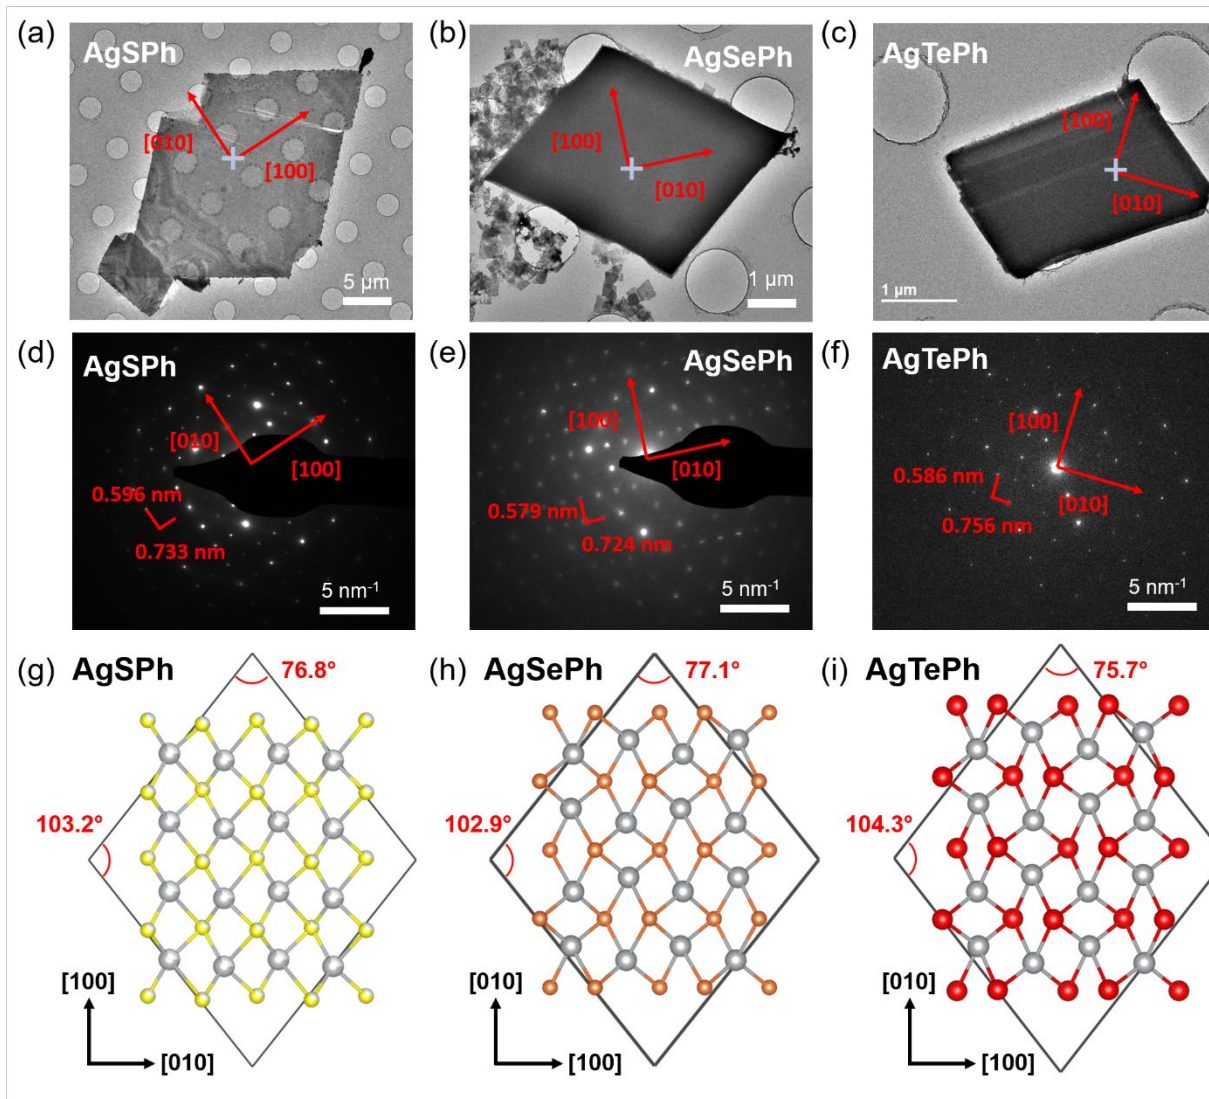 (a) AgSPh
[010]
[100]
5 µm
(b) AgSePh
[100]
[010]
1 µm
(c) AgTePh
[100]
[010]
1 µm
(d) AgSPh
[010]
[100]
0.596 nm
0.733 nm
5 nm⁻¹
(e) AgSePh
[100]
[010]
0.579 nm
0.724 nm
5 nm⁻¹
(f) AgTePh
[100]
0.586 nm
[010]
0.756 nm
5 nm⁻¹
(g) AgSPh
76.8°
103.2°
[100]
[010]
(h) AgSePh
77.1°
102.9°
[010]
[100]
(i) AgTePh
75.7°
104.3°
[010]
[100]